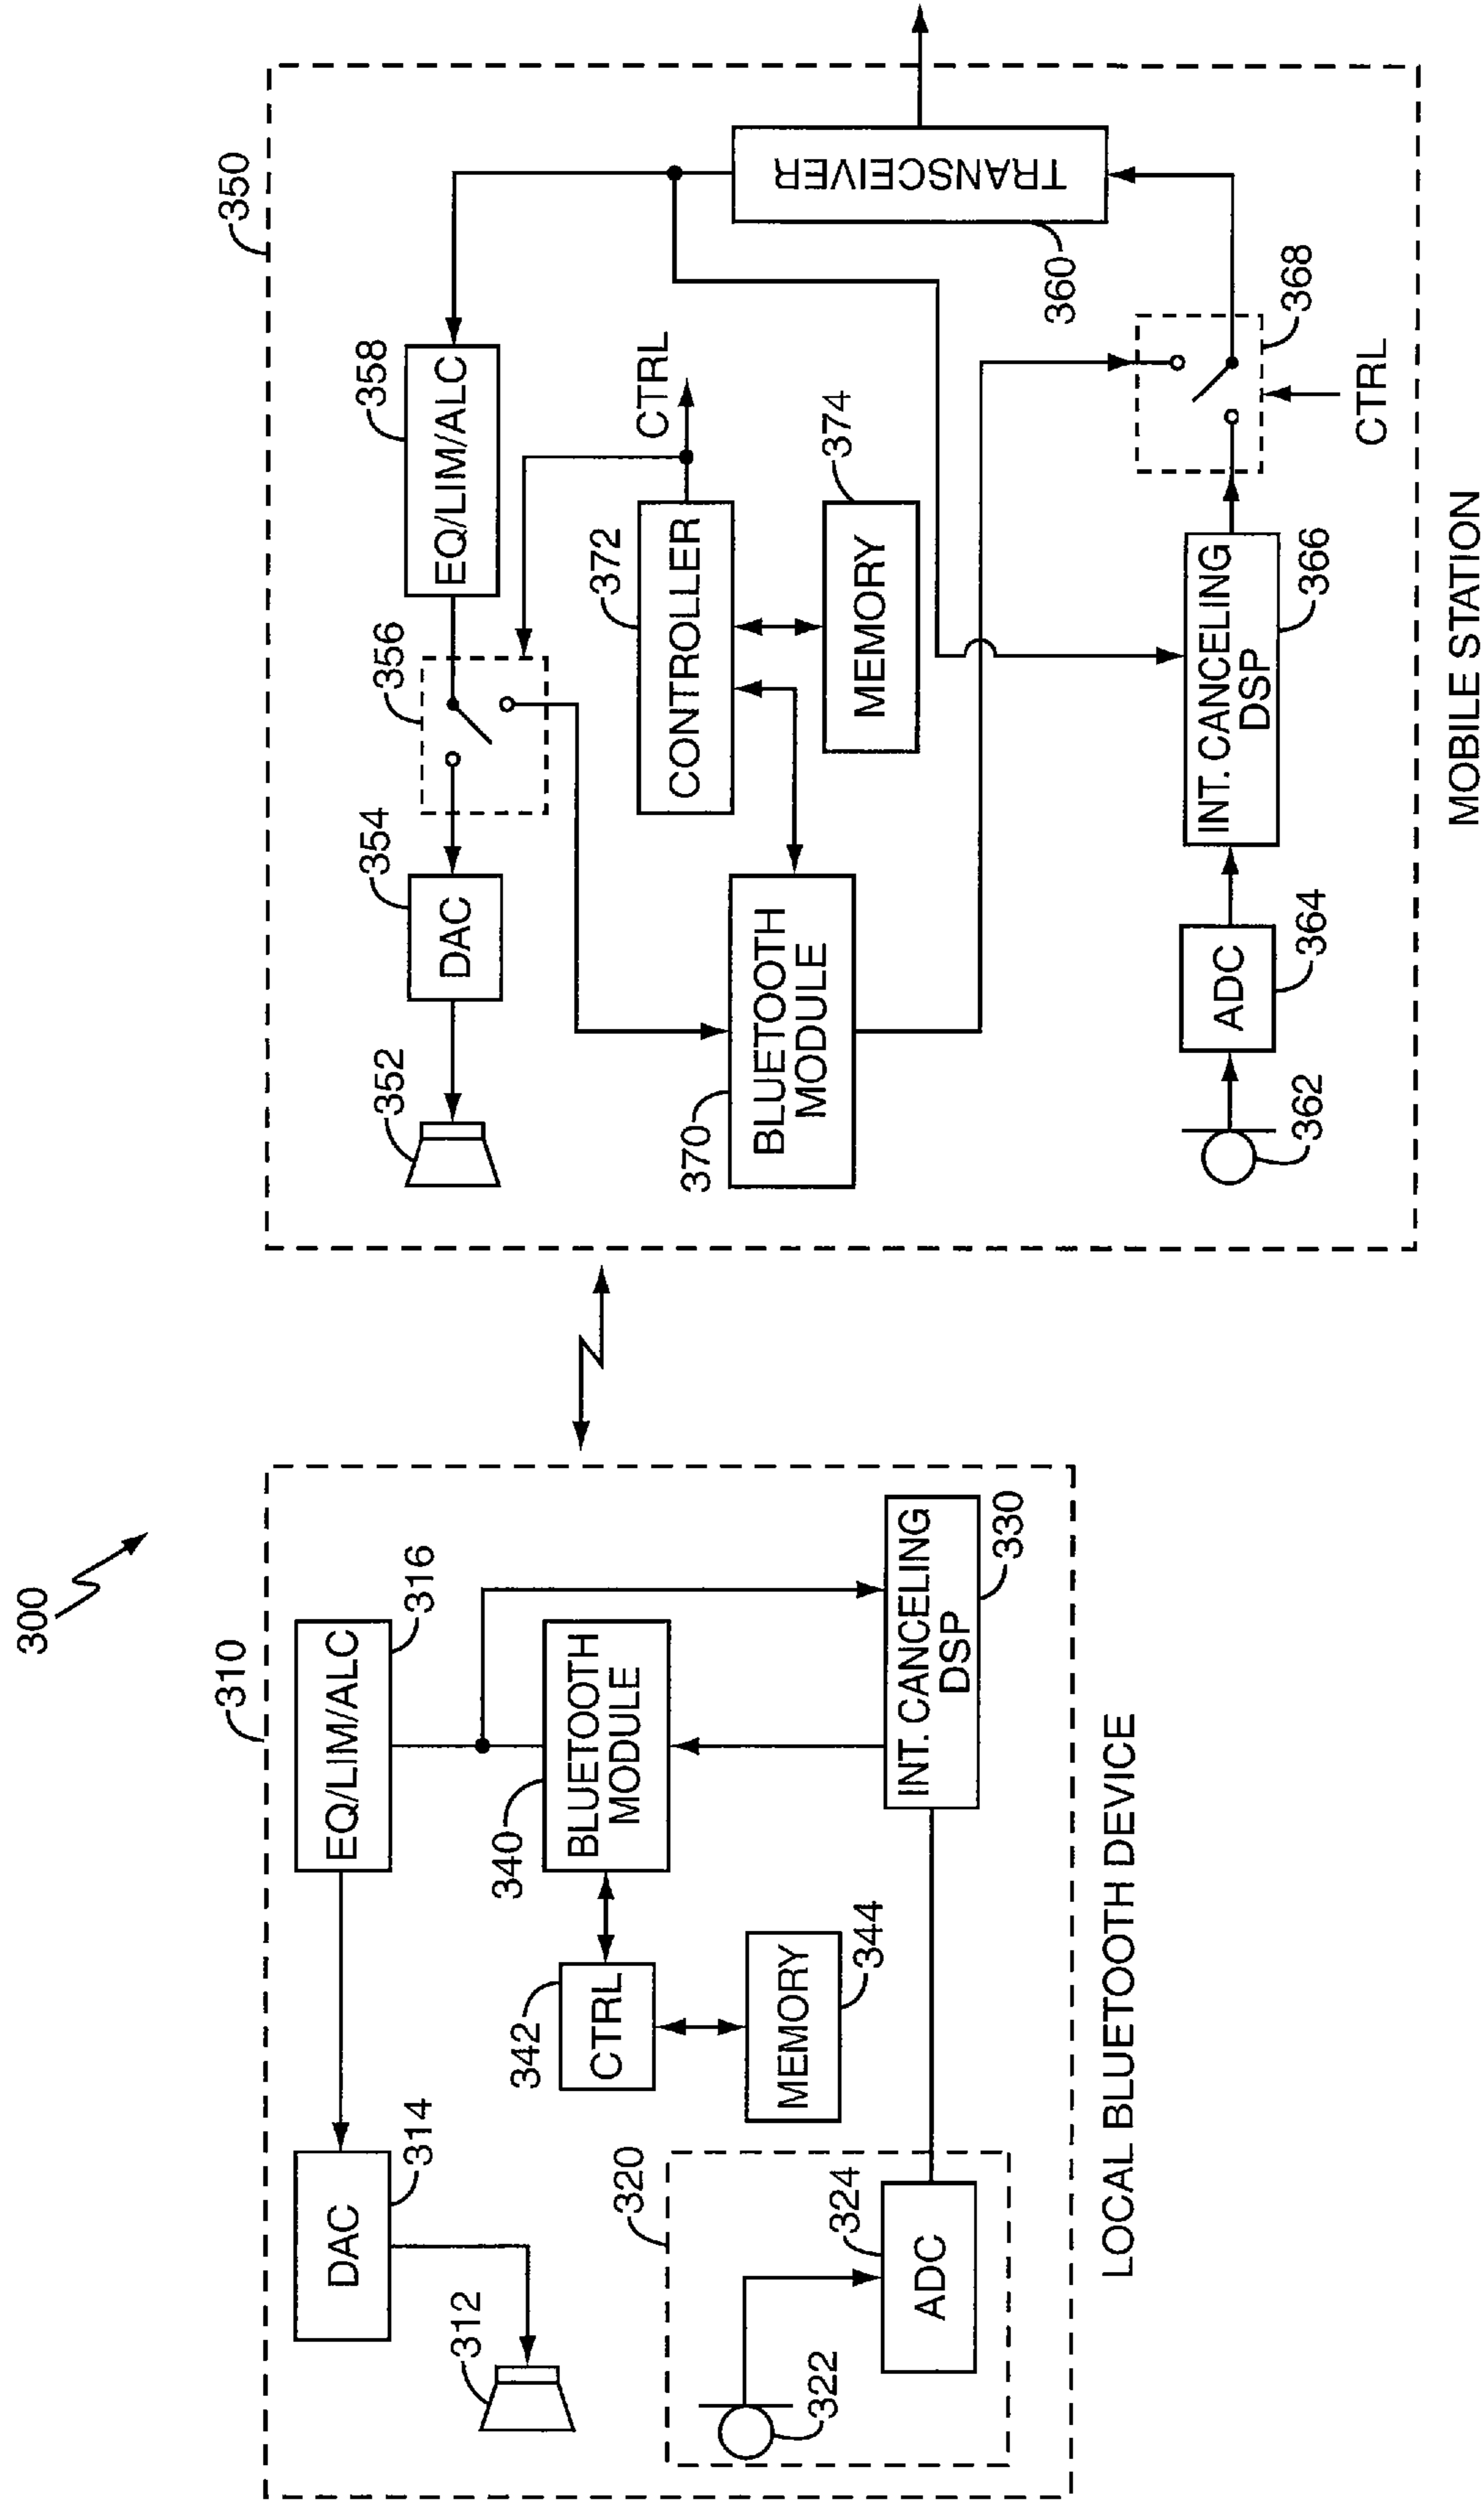 300
310
EQ/LIM/ALC
316
DAC
314
312
BLUETOOTH
MODULE
340
CTRL
342
MEMORY
344
320
322
ADC
324
INT. CANCELING
DSP
330
LOCAL BLUETOOTH DEVICE
350
352
DAC
354
356
EQ/LIM/ALC
358
CTRL
CONTROLLER
372
MEMORY
374
BLUETOOTH
MODULE
370
TRANSCEIVER
360
362
ADC
364
INT. CANCELING
DSP
366
368
CTRL
MOBILE STATION